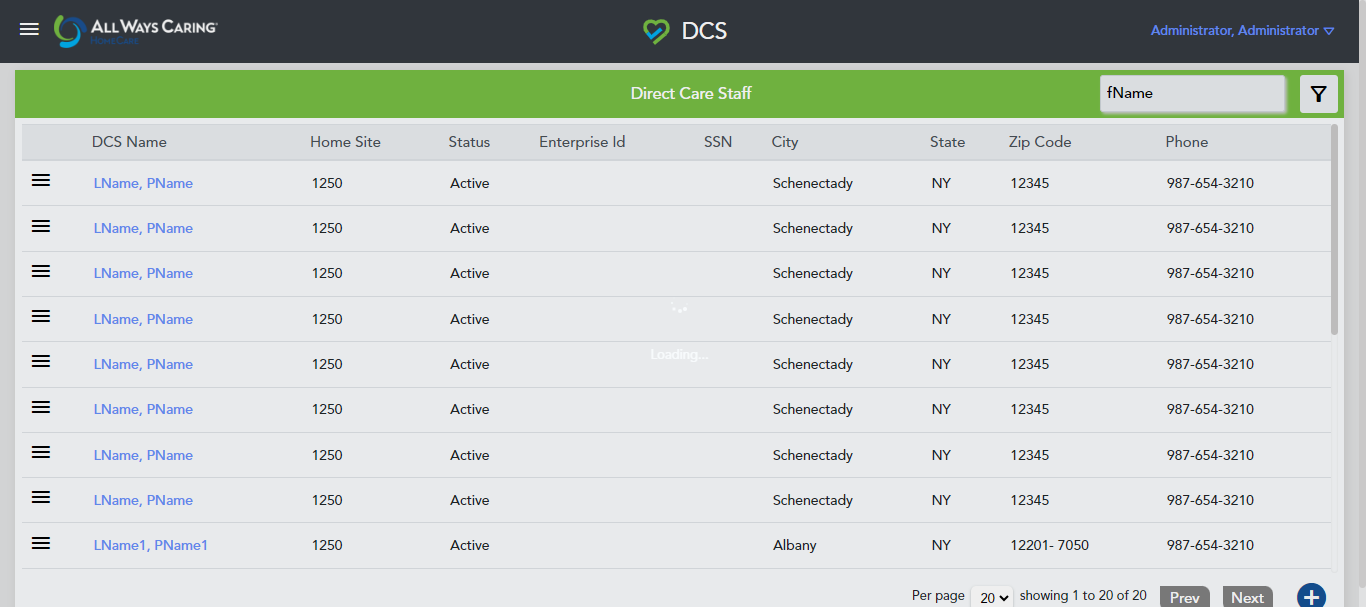 ALL WAYS CARING
HOMECARE
DCS
Administrator, Administrator
Direct Care Staff
fName
DCS Name Home Site Status Enterprise Id SSN City State Zip Code Phone
LName, PName 1250 Active Schenectady NY 12345 987-654-3210
LName, PName 1250 Active Schenectady NY 12345 987-654-3210
LName, PName 1250 Active Schenectady NY 12345 987-654-3210
LName, PName 1250 Active Schenectady NY 12345 987-654-3210
Loading...
LName, PName 1250 Active Schenectady NY 12345 987-654-3210
LName, PName 1250 Active Schenectady NY 12345 987-654-3210
LName, PName 1250 Active Schenectady NY 12345 987-654-3210
LName, PName 1250 Active Schenectady NY 12345 987-654-3210
LName1, PName1 1250 Active Albany NY 12201- 7050 987-654-3210
Per page 20 showing 1 to 20 of 20 Prev Next